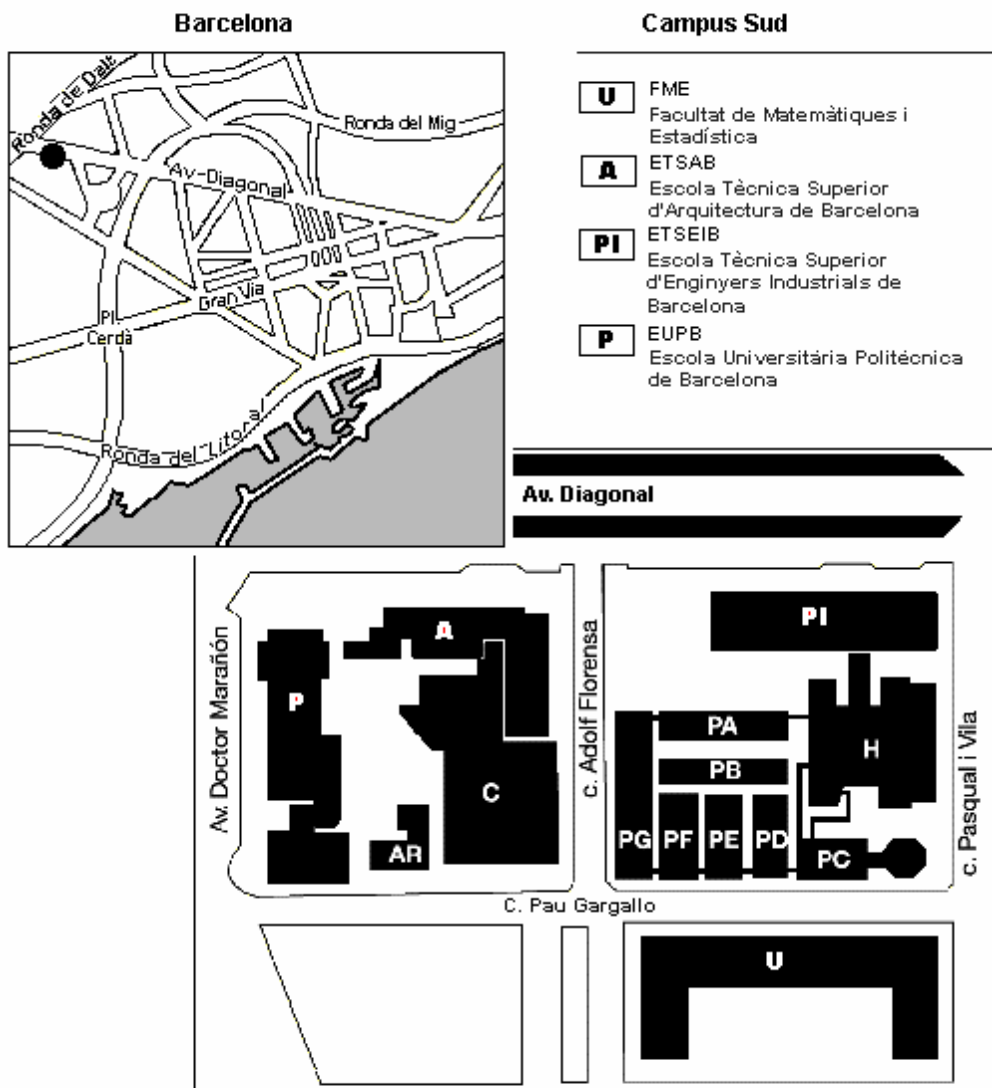 Barcelona
Campus Sud
Ronda de Dalt
Ronda del Mig
Av-Diagonal
Gran Via
Pl
Cerdà
Ronda del Litoral
U
FME
Facultat de Matemàtiques i
Estadística
A
ETSAB
Escola Tècnica Superior
d'Arquitectura de Barcelona
PI
ETSEIB
Escola Tècnica Superior
d'Enginyers Industrials de
Barcelona
P
EUPB
Escola Universitária Politécnica
de Barcelona
Av. Diagonal
Av. Doctor Marañón
P
A
C
AR
c. Adolf Florensa
PI
PA
PB
H
PG
PF
PE
PD
PC
c. Pasqual i Vila
C. Pau Gargallo
U